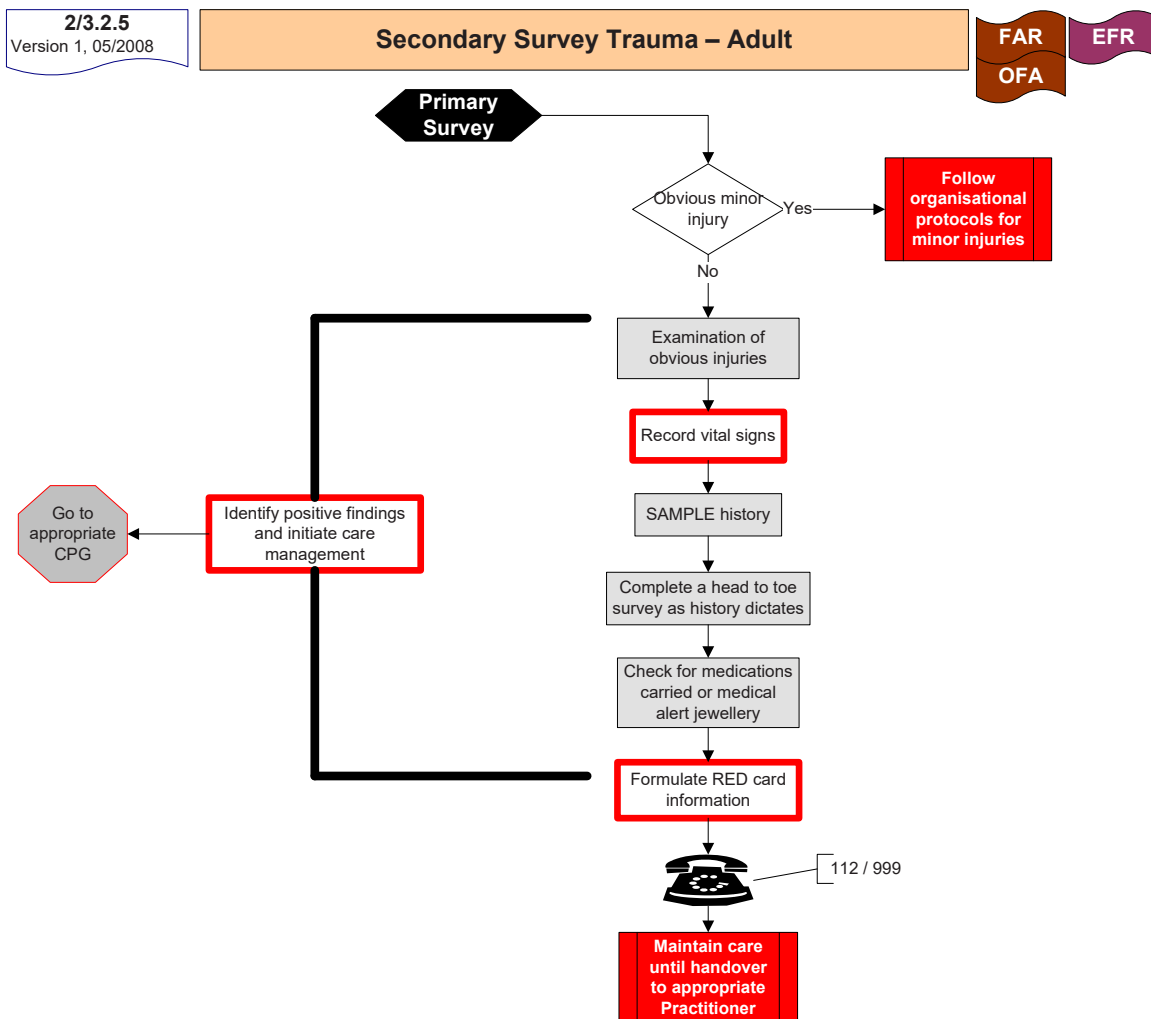 2/3.2.5
Version 1, 05/2008
Secondary Survey Trauma – Adult
FAR
EFR
OFA
Primary
Survey
Obvious minor
injury
Yes
Follow
organisational
protocols for
minor injuries
No
Examination of
obvious injuries
Record vital signs
SAMPLE history
Go to
appropriate
CPG
Identify positive findings
and initiate care
management
Complete a head to toe
survey as history dictates
Check for medications
carried or medical
alert jewellery
Formulate RED card
information
112 / 999
Maintain care
until handover
to appropriate
Practitioner